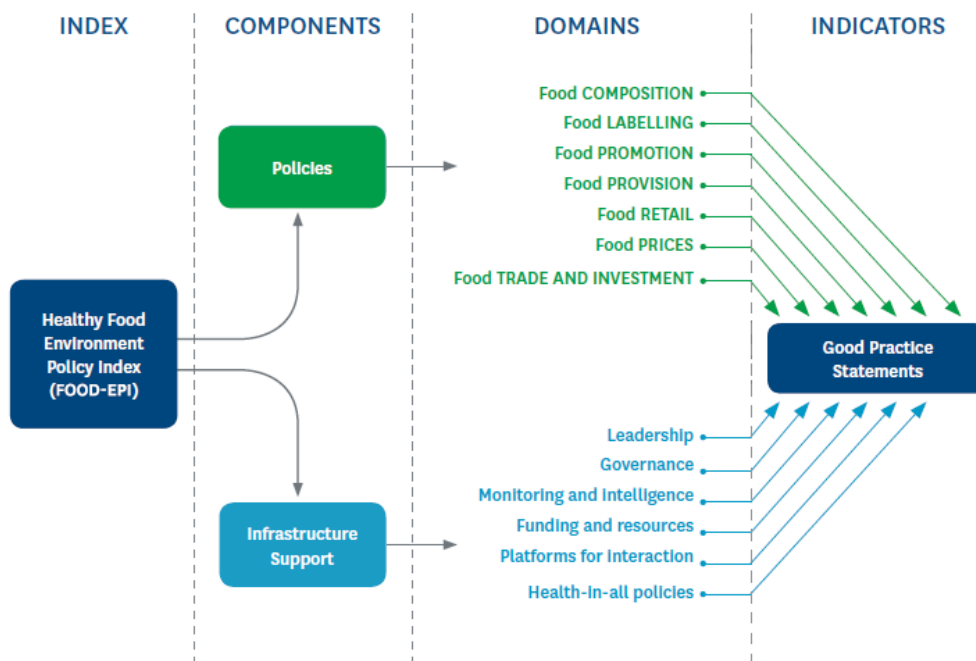 INDEX
COMPONENTS
DOMAINS
INDICATORS
Food COMPOSITION
Food LABELLING
Food PROMOTION
Food PROVISION
Food RETAIL
Food PRICES
Food TRADE AND INVESTMENT
Policies
Healthy Food
Environment
Policy Index
(FOOD-EPI)
Good Practice
Statements
Leadership
Governance
Monitoring and intelligence
Funding and resources
Platforms for interaction
Health-in-all policies
Infrastructure
Support